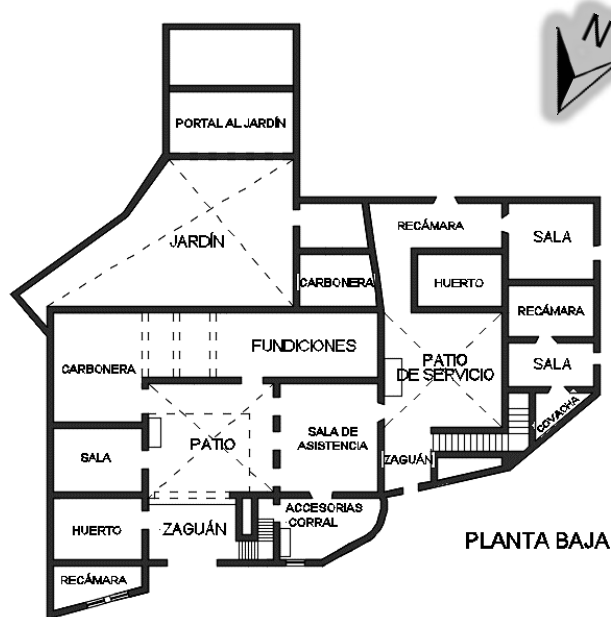 N
PORTAL AL JARDÍN
JARDÍN
RECÁMARA
SALA
CARBONERA
HUERTO
RECÁMARA
FUNDICIONES
CARBONERA
PATIO
DE SERVICIO
SALA
COVACHA
SALA DE
ASISTENCIA
PATIO
SALA
ZAGUÁN
ACCESORIAS
CORRAL
HUERTO
ZAGUÁN
PLANTA BAJA
RECÁMARA